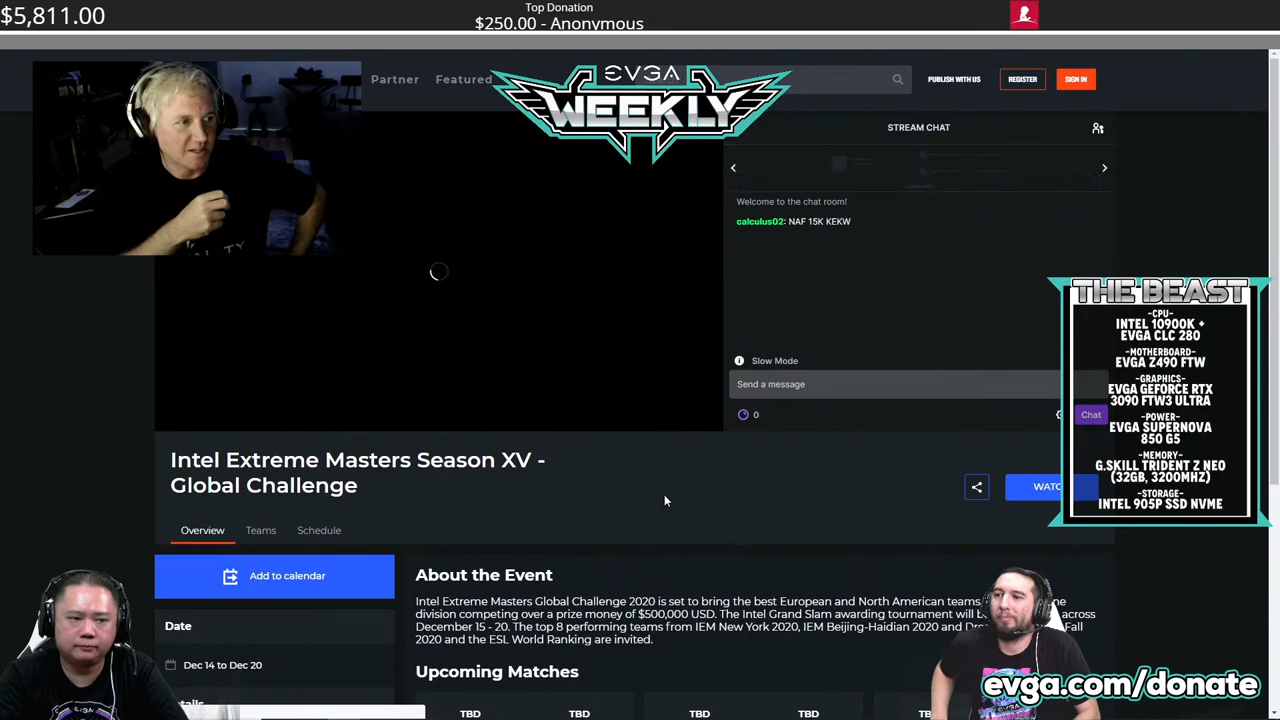 $5,811.00
Top Donation
$250.00 - Anonymous
Partner Featured
EVGA
WEEKLY
PUBLISH WITH US
REGISTER
SIGN IN
STREAM CHAT
Welcome to the chat room!
calculus02: NAF 15K KEKW
Slow Mode
Send a message
0
Chat
THE BEAST
-CPU-
INTEL 10900K +
EVGA CLC 280
-MOTHERBOARD-
EVGA Z490 FTW
-GRAPHICS-
EVGA GEFORCE RTX
3090 FTW3 ULTRA
-POWER-
EVGA SUPERNOVA
850 G5
-MEMORY-
G.SKILL TRIDENT Z NEO
(32GB, 3200MHZ)
-STORAGE-
INTEL 905P SSD NVME
Intel Extreme Masters Season XV -
Global Challenge
WATC
Overview Teams Schedule
Add to calendar
Date
Dec 14 to Dec 20
About the Event
Intel Extreme Masters Global Challenge 2020 is set to bring the best European and North American teams
division competing over a prize money of $500,000 USD. The Intel Grand Slam awarding tournament will across
December 15 - 20. The top 8 performing teams from IEM New York 2020, IEM Beijing-Haidian 2020 and Fall
2020 and the ESL World Ranking are invited.
Upcoming Matches
TBD TBD TBD TBD
evga.com/donate